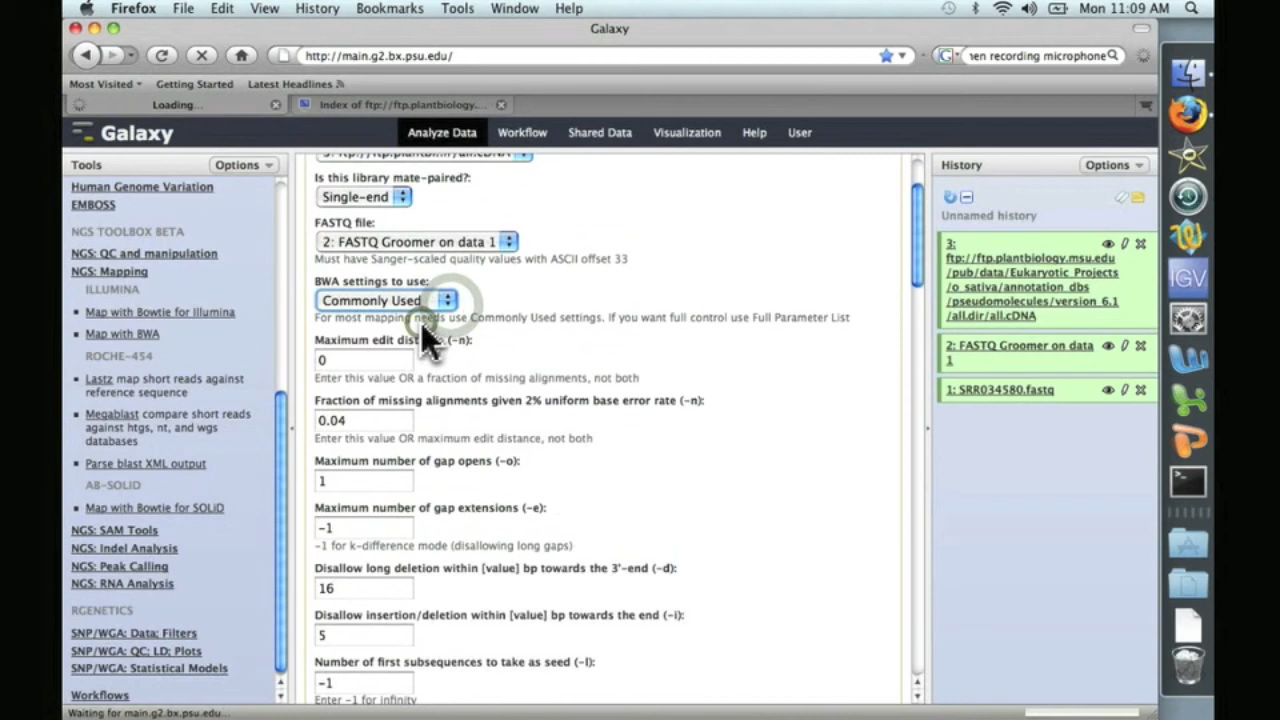 Firefox File Edit View History Bookmarks Tools Window Help Mon 11:09 AM
Galaxy
http://main.g2.bx.psu.edu/
en recording microphone
Most Visited Getting Started Latest Headlines
Loading... Index of ftp://ftp.plantbiology....
Galaxy Analyze Data Workflow Shared Data Visualization Help User
Tools Options
Human Genome Variation
EMBOSS
NGS TOOLBOX BETA
NGS: QC and manipulation
NGS: Mapping
ILLUMINA
Map with Bowtie for Illumina
Map with BWA
ROCHE-454
Lastz map short reads against
reference sequence
Megablast compare short reads
against htgs, nt, and wgs
databases
Parse blast XML output
AB-SOLID
Map with Bowtie for SOLiD
NGS: SAM Tools
NGS: Indel Analysis
NGS: Peak Calling
NGS: RNA Analysis
RGENETICS
SNP/WGA: Data; Filters
SNP/WGA: QC; LD; Plots
SNP/WGA: Statistical Models
Workflows
3: ftp://ftp.plantbi...ir/all.cDNA
Is this library mate-paired?:
Single-end
FASTQ file:
2: FASTQ Groomer on data 1
Must have Sanger-scaled quality values with ASCII offset 33
BWA settings to use:
Commonly Used
For most mapping needs use Commonly Used settings. If you want full control use Full Parameter List
Maximum edit (-n):
0
Enter this value OR a fraction of missing alignments, not both
Fraction of missing alignments given 2% uniform base error rate (-n):
0.04
Enter this value OR maximum edit distance, not both
Maximum number of gap opens (-o):
1
Maximum number of gap extensions (-e):
-1
-1 for k-difference mode (disallowing long gaps)
Disallow long deletion within [value] bp towards the 3'-end (-d):
16
Disallow insertion/deletion within [value] bp towards the end (-i):
5
Number of first subsequences to take as seed (-l):
-1
Enter -1 for infinity
History Options
Unnamed history
3:
ftp://ftp.plantbiology.msu.edu
/pub/data/Eukaryotic_Projects
/o_sativa/annotation_dbs
/pseudomolecules/version_6.1
/all.dir/all.cDNA
2: FASTQ Groomer on data
1
1: SRR034580.fastq
IGV
Waiting for main.g2.bx.psu.edu...